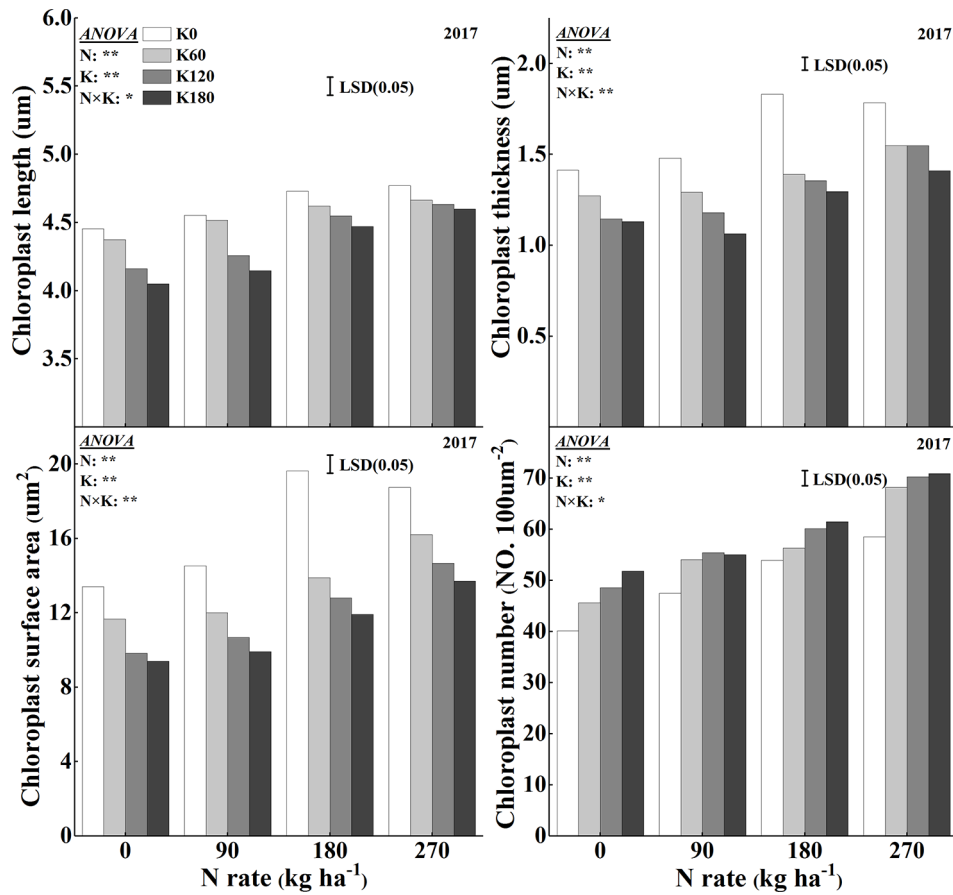 6.0
5.5
5.0
4.5
4.0
3.5
Chloroplast length (um)
ANOVA
N: **
K: **
N×K: *
K0
K60
K120
K180
2017
LSD(0.05)
2.0
1.5
1.0
0.5
Chloroplast thickness (um)
ANOVA
N: **
K: **
N×K: **
2017
LSD(0.05)
20
16
12
8
4
0
Chloroplast surface area (um²)
ANOVA
N: **
K: **
N×K: **
2017
LSD(0.05)
0 90 180 270
N rate (kg ha⁻¹)
70
60
50
40
30
20
10
0
Chloroplast number (NO. 100um⁻²)
ANOVA
N: **
K: **
N×K: *
2017
LSD(0.05)
0 90 180 270
N rate (kg ha⁻¹)